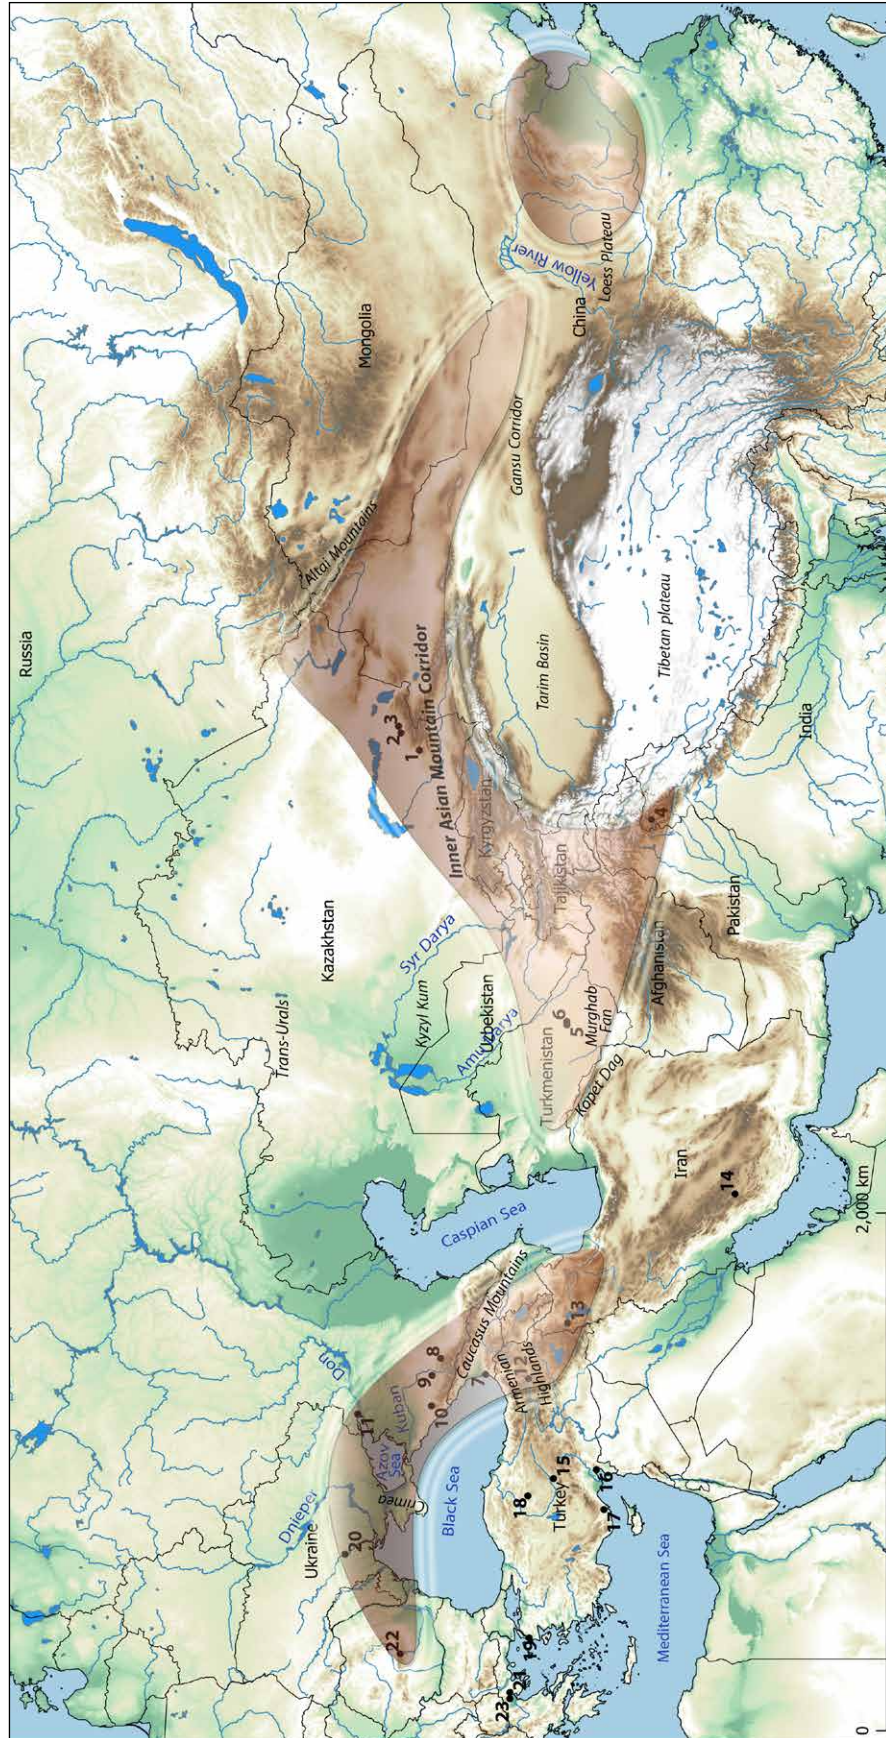 Russia
Mongolia
Altai Mountains
Kazakhstan
Trans-Urals
Syr Darya
Kyzyl Kum
Amu Darya
Uzbekistan
Inner Asian Mountain Corridor
2
3
1
Kyrgyzstan
Gansu Corridor
Tarim Basin
China
Yellow River
Loess Plateau
Tibetan plateau
India
Tajikistan
4
Pakistan
Afghanistan
Turkmenistan
6
5
Murghab
Fan
Kopet Dag
Iran
14
Caspian Sea
Caucasus Mountains
Don
Dnieper
Ukraine
20
22
11
Azov
Sea
Kuban
Crimea
8
9
10
7
Armenian
Highlands
12
13
Black Sea
18
15
Turkey
16
17
19
21
23
Mediterranean Sea
0
2,000 km